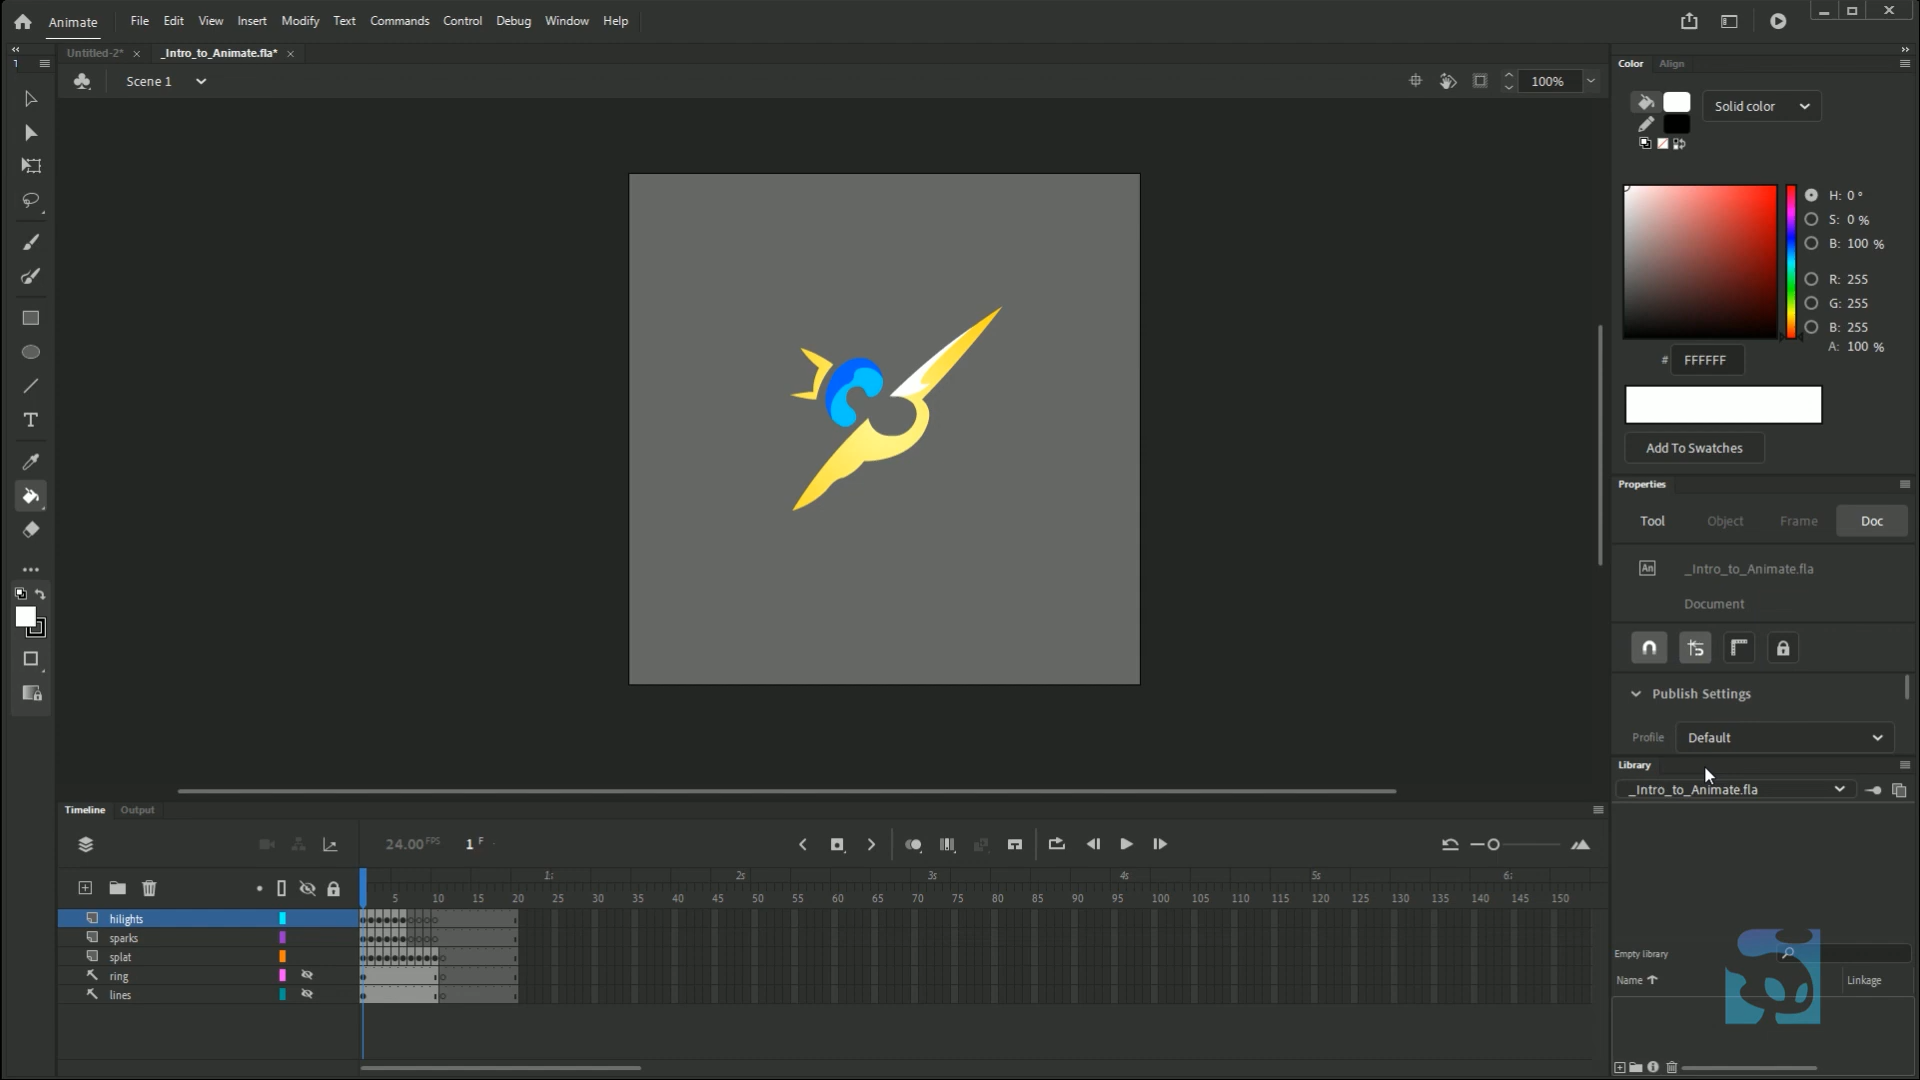 Animate
File Edit View Insert Modify Text Commands Control Debug Window Help
Untitled-2* × _Intro_to_Animate.fla* ×
Scene 1
100%
Color Align
Solid color
H: 0 °
S: 0 %
B: 100 %
R: 255
G: 255
B: 255
A: 100 %
# FFFFFF
Add To Swatches
Properties
Tool Object Frame Doc
An _Intro_to_Animate.fla
Document
Publish Settings
Profile Default
Library
_Intro_to_Animate.fla
Empty library
Name Linkage
Timeline Output
24.00 FPS 1 F
1s 2s 3s 4s 5s 6s
5 10 15 20 25 30 35 40 45 50 55 60 65 70 75 80 85 90 95 100 105 110 115 120 125 130 135 140 145 150
hilights
sparks
splat
ring
lines